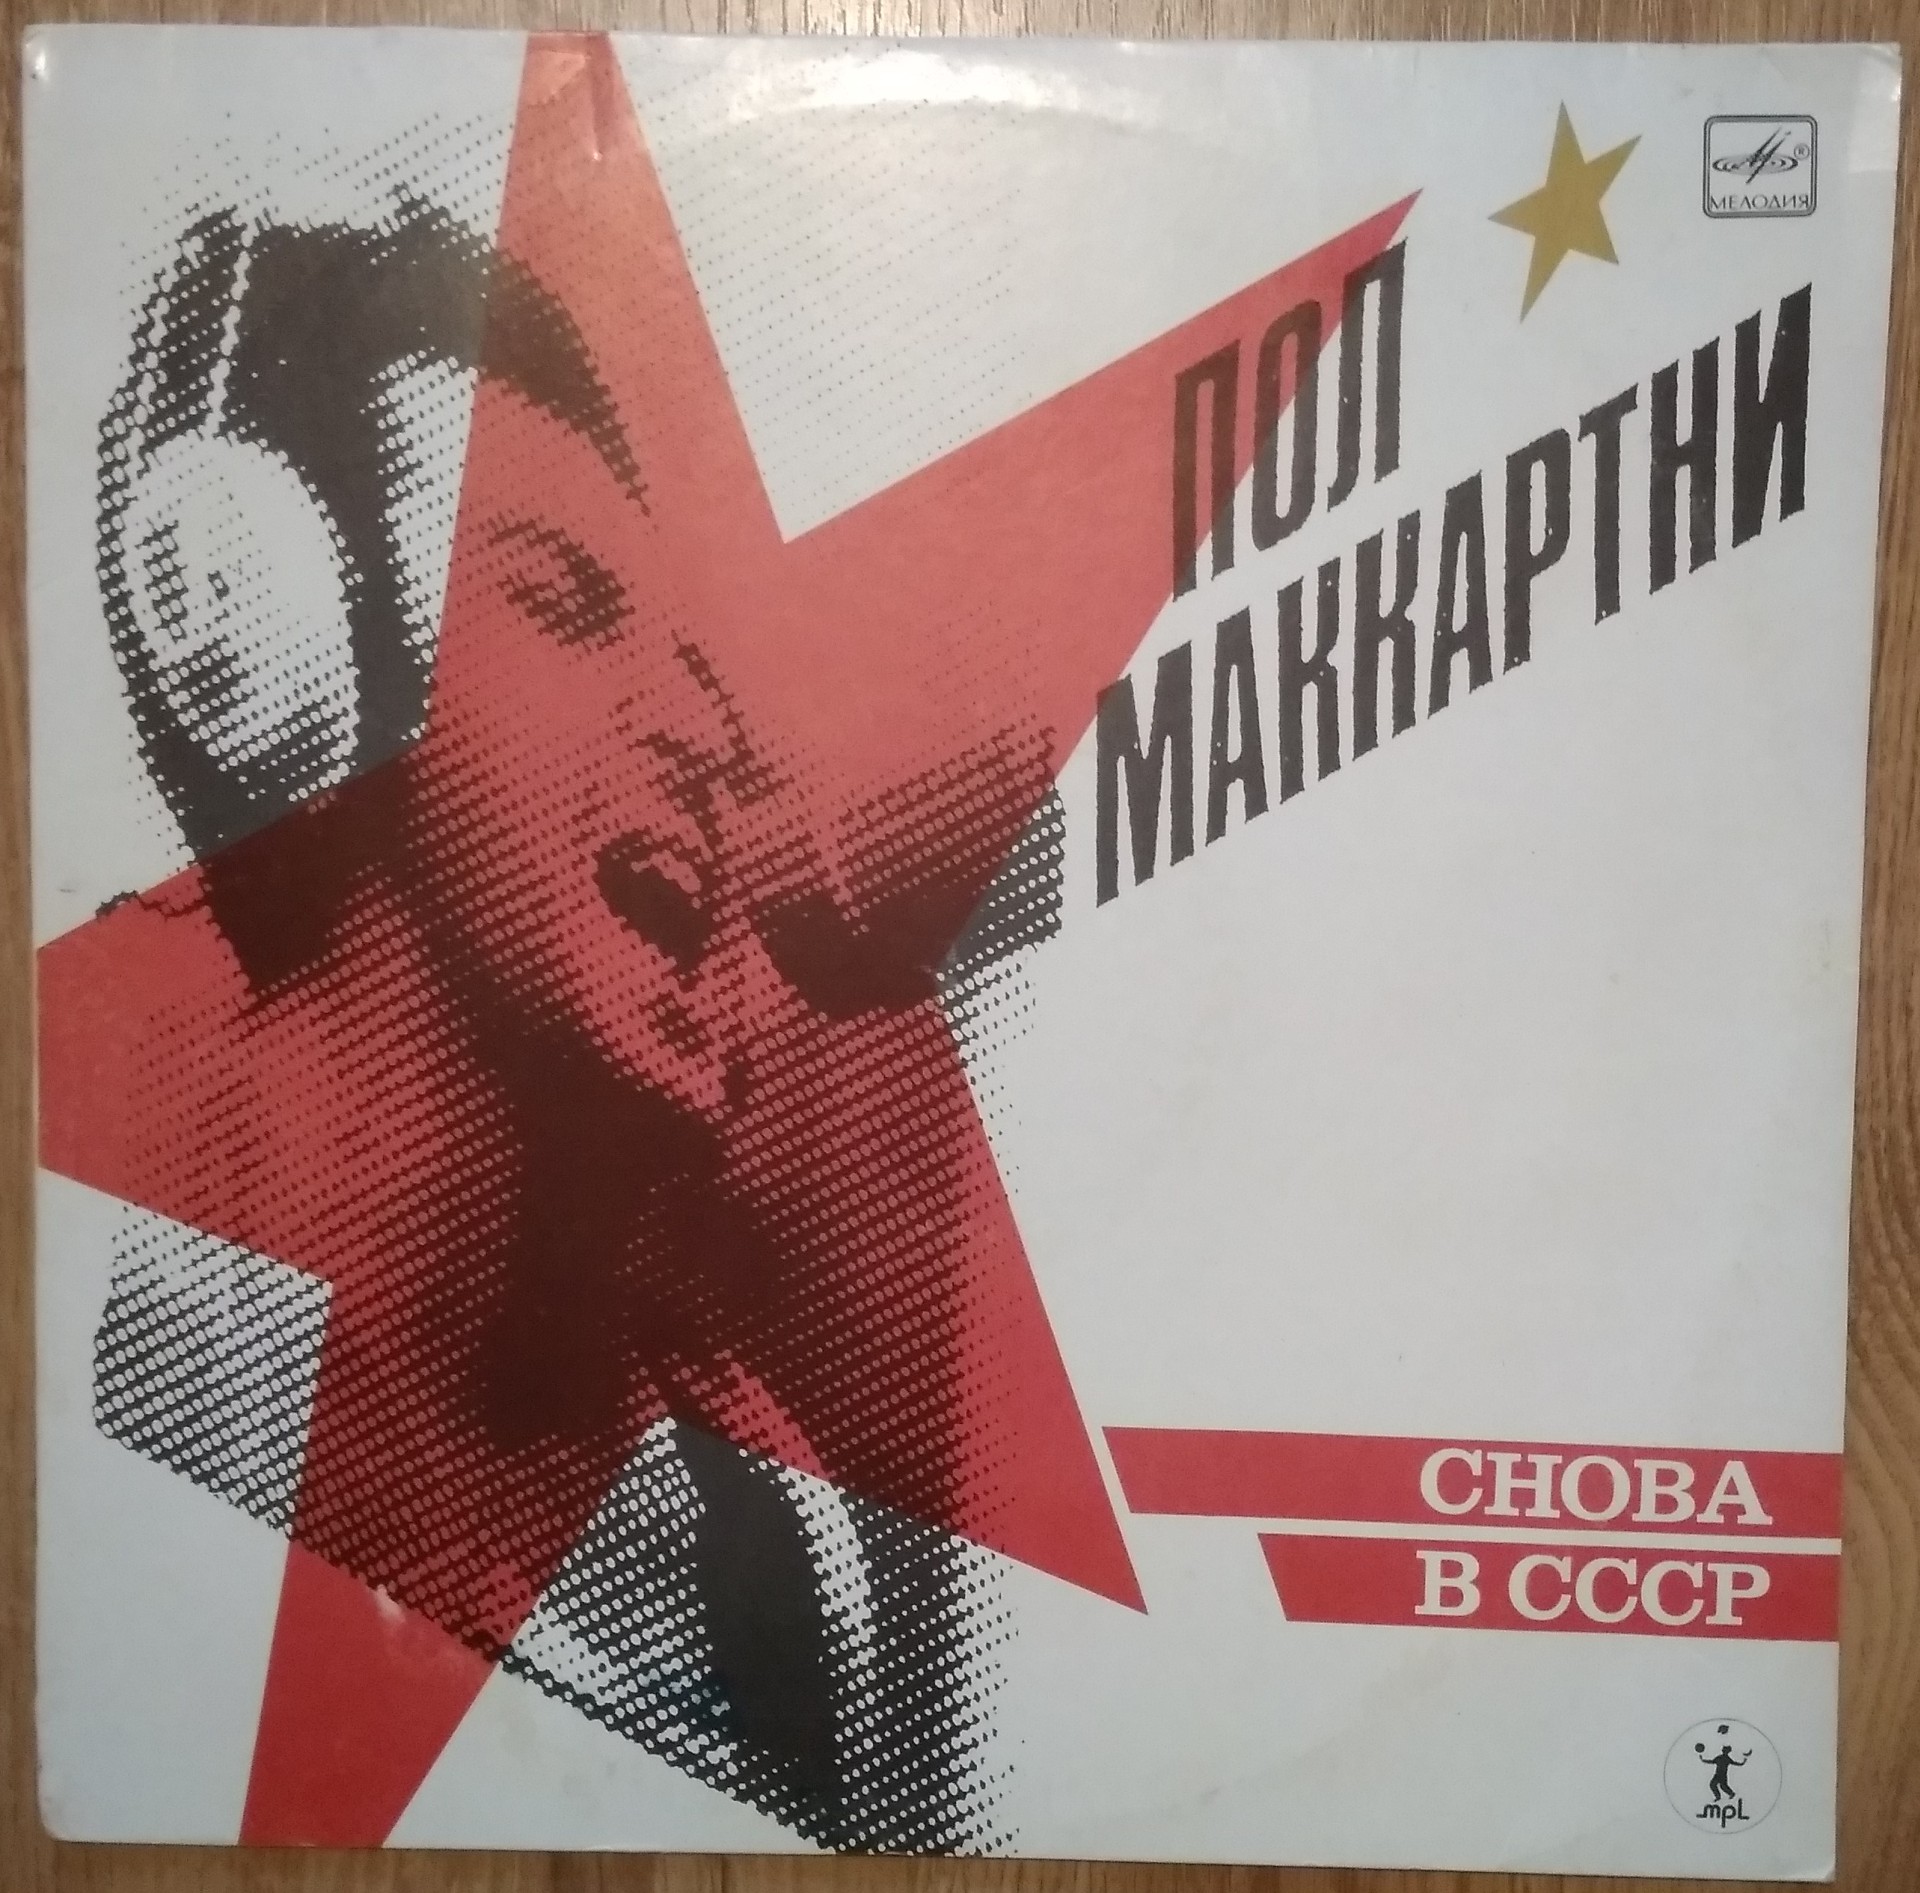 МЕЛОДИЯ
ПОЛ
МАККАРТНИ
СНОВА
В СССР
mpl